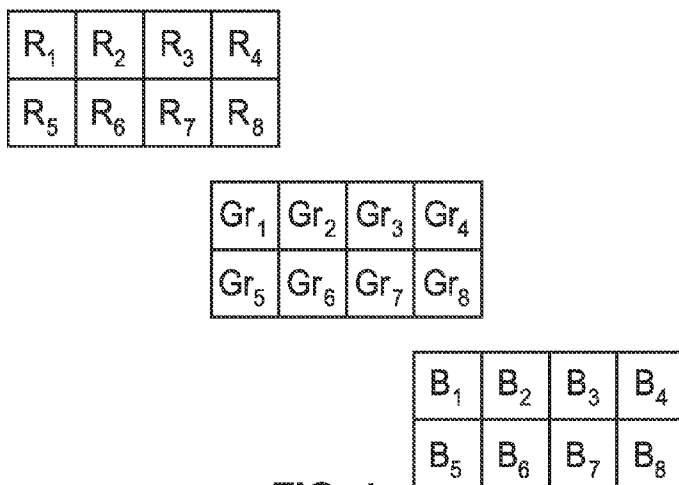 R₁ R₂ R₃ R₄
R₅ R₆ R₇ R₈
Gr₁ Gr₂ Gr₃ Gr₄
Gr₅ Gr₆ Gr₇ Gr₈
B₁ B₂ B₃ B₄
B₅ B₆ B₇ B₈